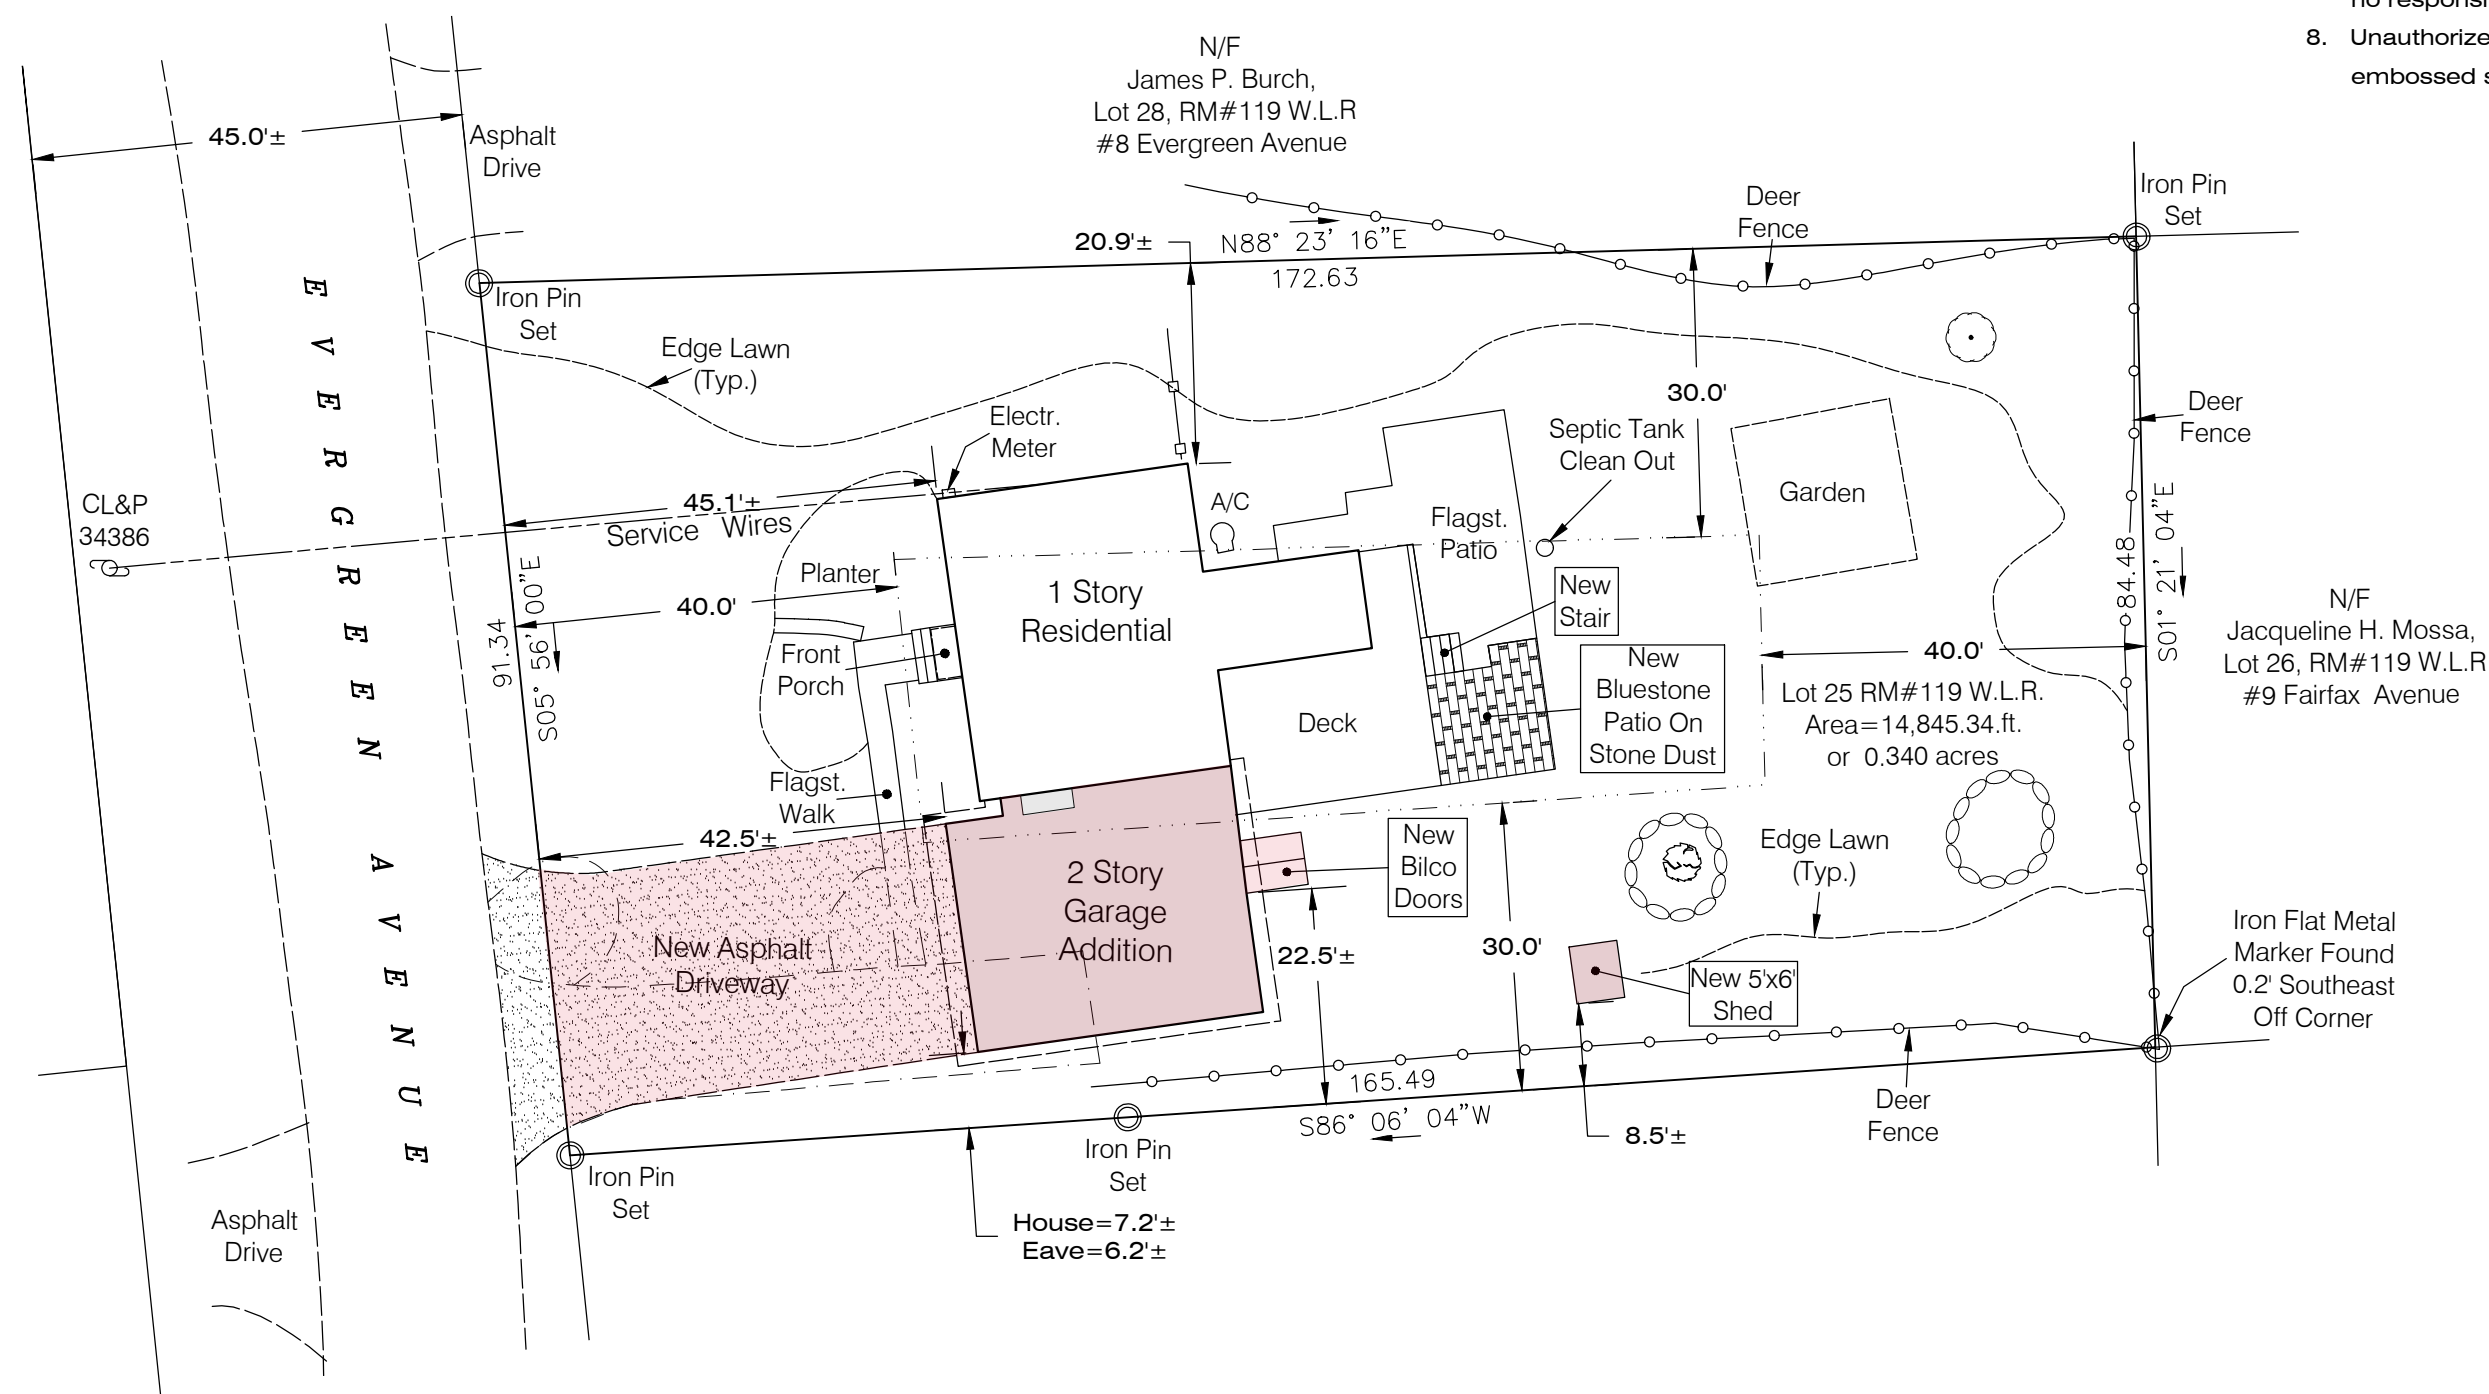 no responsi
8. Unauthorize
embossed s
N/F
James P. Burch,
Lot 28, RM#119 W.L.R
#8 Evergreen Avenue
45.0'±
Asphalt
Drive
Iron Pin
Set
Deer
Fence
20.9'±
N88° 23' 16"E
172.63
Iron Pin
Set
EVERGREEN AVENUE
Edge Lawn
(Typ.)
30.0'
Deer
Fence
Electr.
Meter
Septic Tank
Clean Out
CL&P
34386
45.1'±
Service Wires
A/C
Flagst.
Patio
Garden
84.48
S01° 21' 04"E
91.34
S05° 56' 00"E
Planter
40.0'
1 Story
Residential
New
Stair
N/F
Jacqueline H. Mossa,
Lot 26, RM#119 W.L.R
#9 Fairfax Avenue
Front
Porch
New
Bluestone
Patio On
Stone Dust
40.0'
Lot 25 RM#119 W.L.R.
Area=14,845.34.ft.
or 0.340 acres
Deck
Flagst.
Walk
42.5'±
New
Bilco
Doors
Edge Lawn
(Typ.)
2 Story
Garage
Addition
New Asphalt
Driveway
22.5'±
30.0'
New 5'x6'
Shed
Iron Flat Metal
Marker Found
0.2' Southeast
Off Corner
165.49
S86° 06' 04"W
Deer
Fence
8.5'±
Iron Pin
Set
Iron Pin
Set
House=7.2'±
Eave=6.2'±
Asphalt
Drive